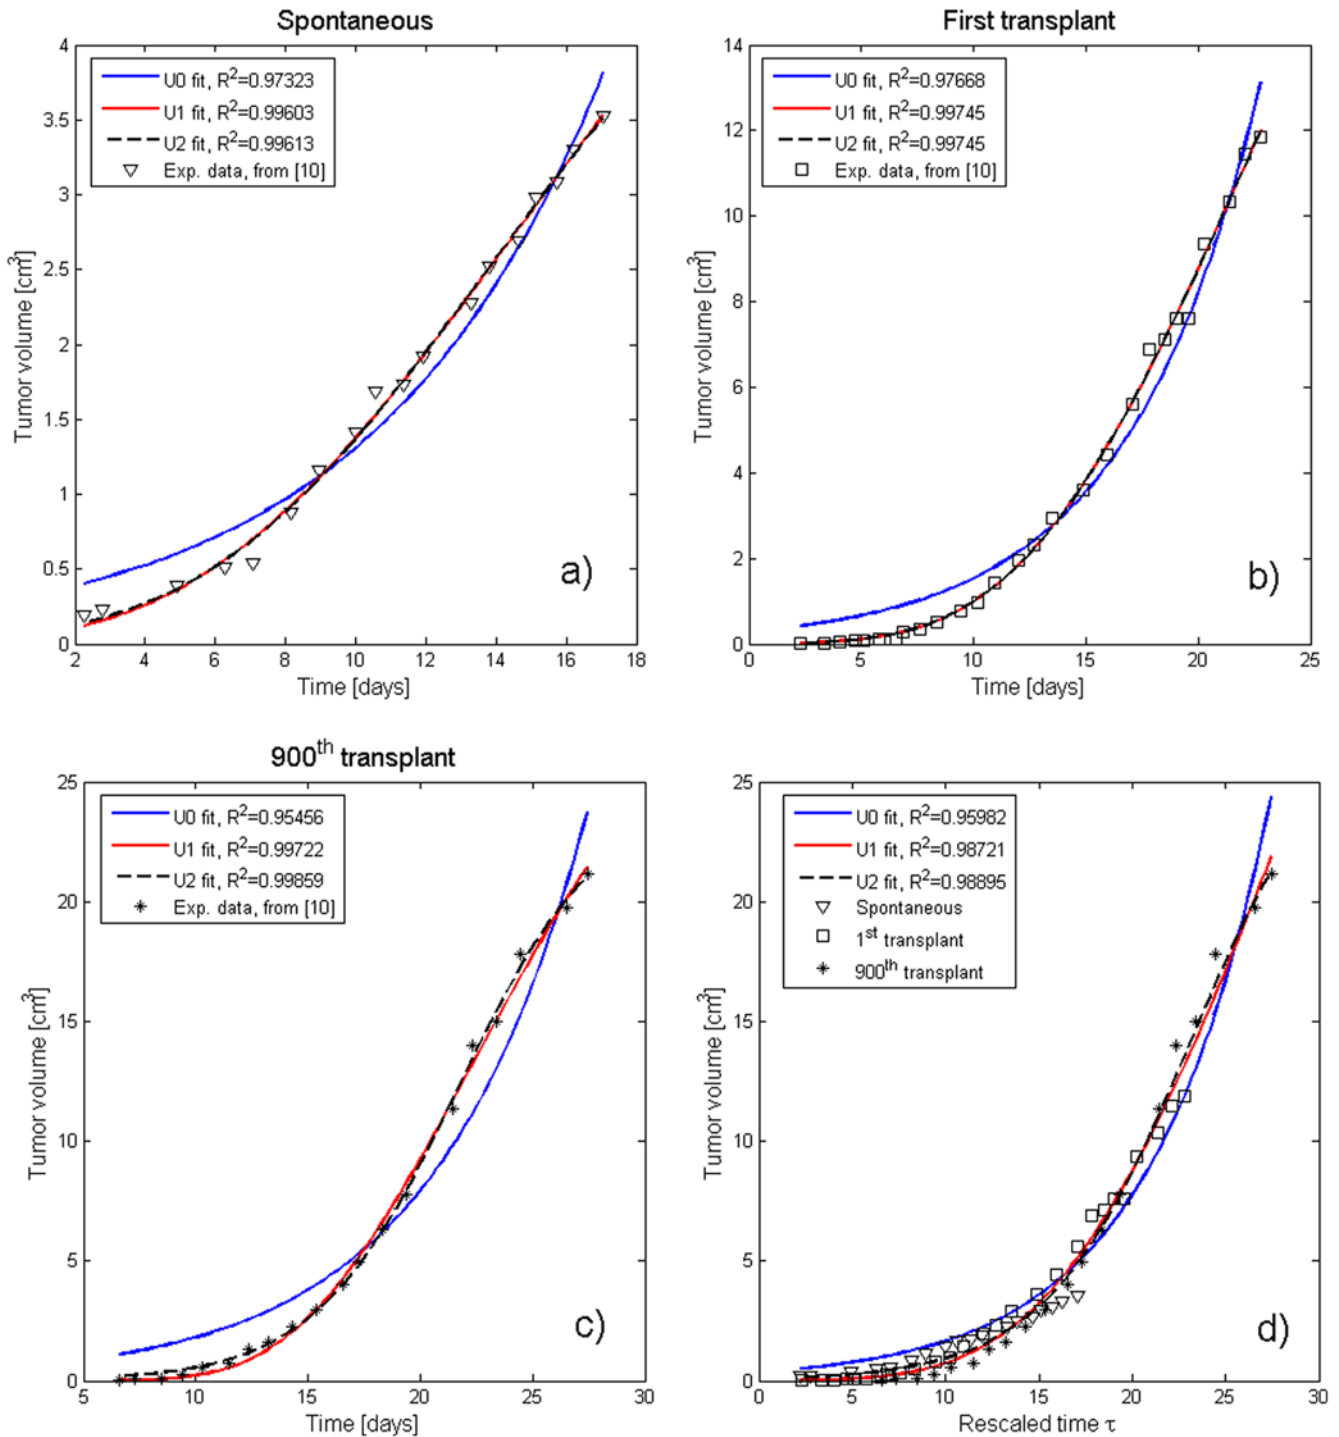 Spontaneous
4
3.5
3
2.5
2
1.5
1
0.5
0
U0 fit, R²=0.97323
U1 fit, R²=0.99603
U2 fit, R²=0.99613
Exp. data, from [10]
Tumor volume [cm³]
a)
2 4 6 8 10 12 14 16 18
Time [days]
First transplant
14
12
10
8
6
4
2
0
U0 fit, R²=0.97668
U1 fit, R²=0.99745
U2 fit, R²=0.99745
Exp. data, from [10]
Tumor volume [cm³]
b)
0 5 10 15 20 25
Time [days]
900th transplant
25
20
15
10
5
0
U0 fit, R²=0.95456
U1 fit, R²=0.99722
U2 fit, R²=0.99859
Exp. data, from [10]
Tumor volume [cm³]
c)
5 10 15 20 25 30
Time [days]
25
20
15
10
5
0
U0 fit, R²=0.95982
U1 fit, R²=0.98721
U2 fit, R²=0.98895
Spontaneous
1st transplant
900th transplant
Tumor volume [cm³]
d)
0 5 10 15 20 25 30
Rescaled time τ